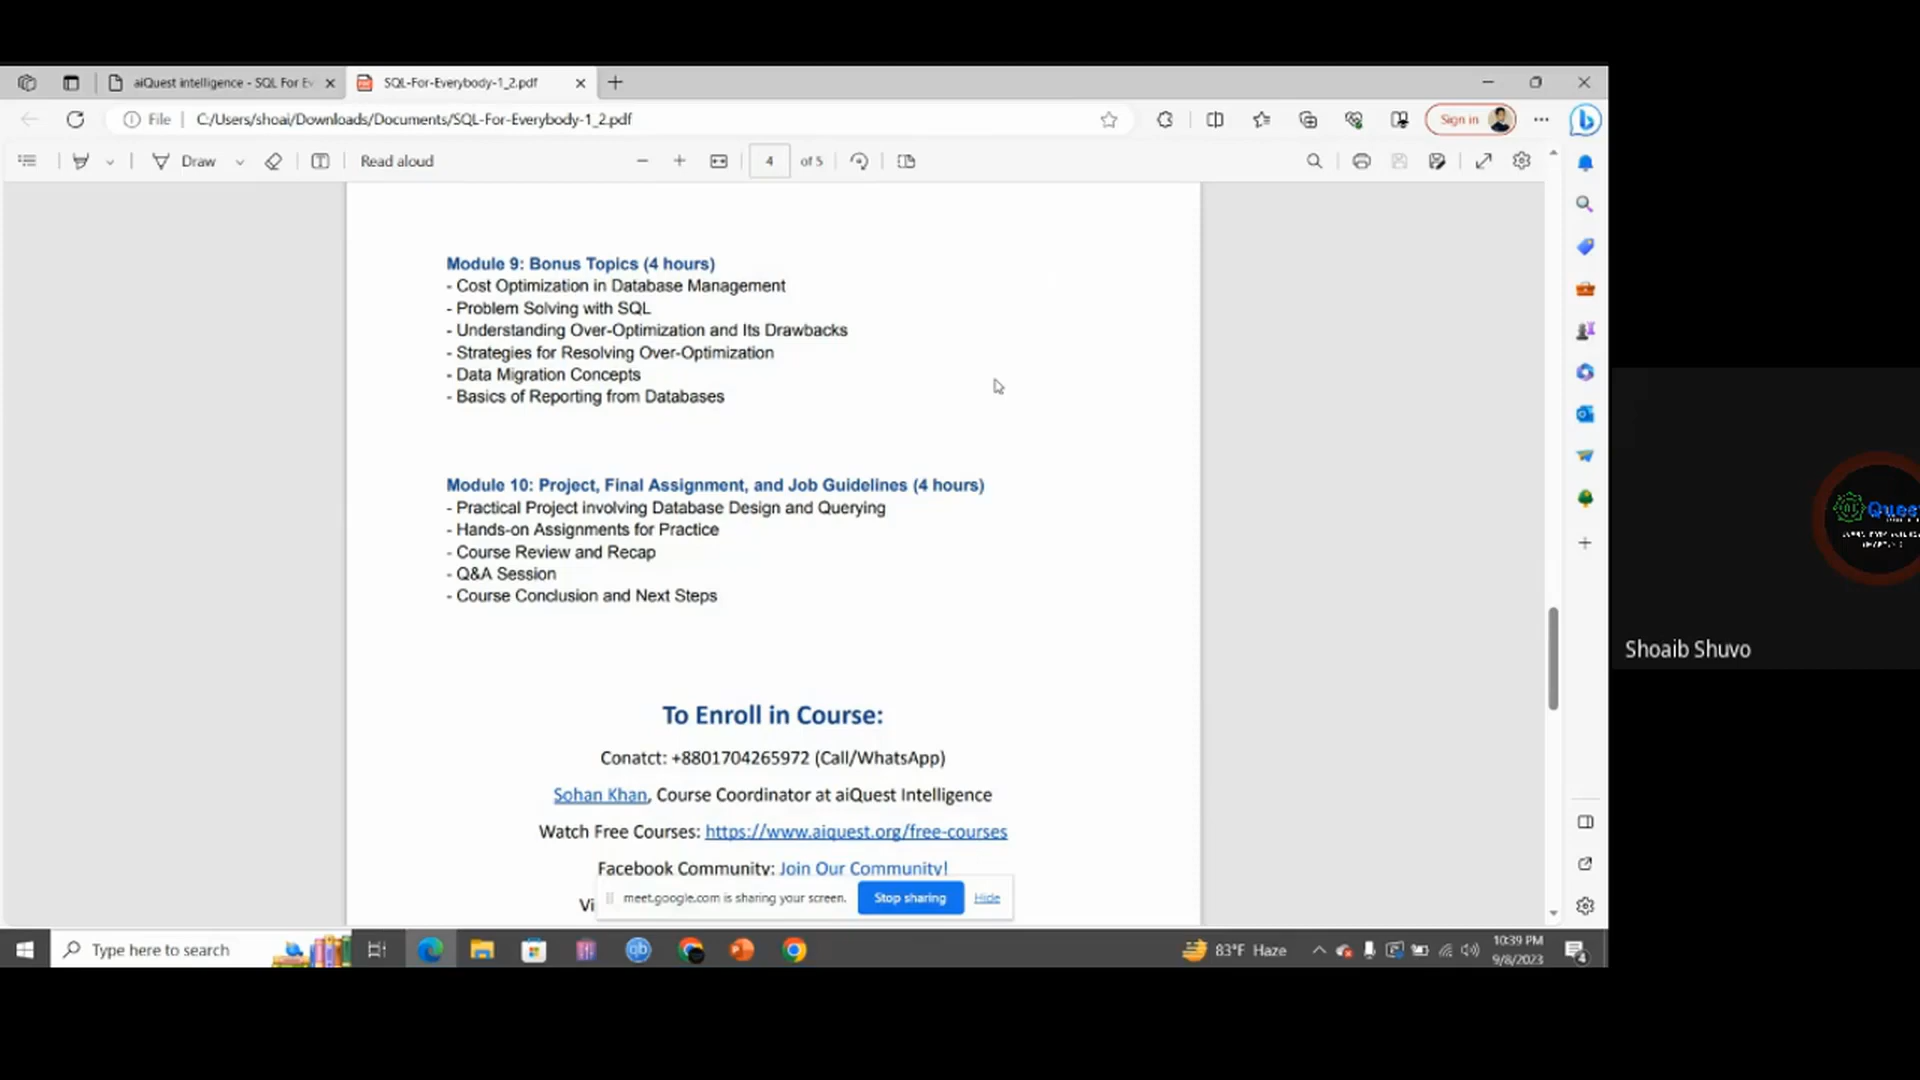 aiQuest intelligence - SQL For Ev
SQL-For-Everybody-1_2.pdf
File
C:/Users/shoai/Downloads/Documents/SQL-For-Everybody-1_2.pdf
Sign in
Draw
Read aloud
4 of 5
Module 9: Bonus Topics (4 hours)
- Cost Optimization in Database Management
- Problem Solving with SQL
- Understanding Over-Optimization and Its Drawbacks
- Strategies for Resolving Over-Optimization
- Data Migration Concepts
- Basics of Reporting from Databases
Module 10: Project, Final Assignment, and Job Guidelines (4 hours)
- Practical Project involving Database Design and Querying
- Hands-on Assignments for Practice
- Course Review and Recap
- Q&A Session
- Course Conclusion and Next Steps
To Enroll in Course:
Conatct: +8801704265972 (Call/WhatsApp)
Sohan Khan, Course Coordinator at aiQuest Intelligence
Watch Free Courses: https://www.aiquest.org/free-courses
Facebook Community: Join Our Community!
Vi
meet.google.com is sharing your screen.
Stop sharing
Hide
Quest
Shoaib Shuvo
Type here to search
qb
83°F Haze
10:39 PM
9/8/2023
4